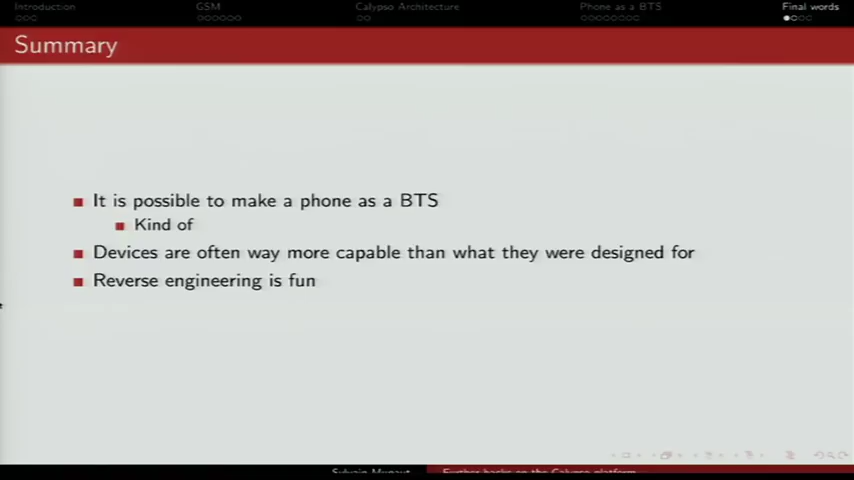 Introduction
GSM
Calypso Architecture
Phone as a BTS
Final words
Summary
It is possible to make a phone as a BTS
Kind of
Devices are often way more capable than what they were designed for
Reverse engineering is fun
Sylvain Munaut
Further hacks on the Calypso platform